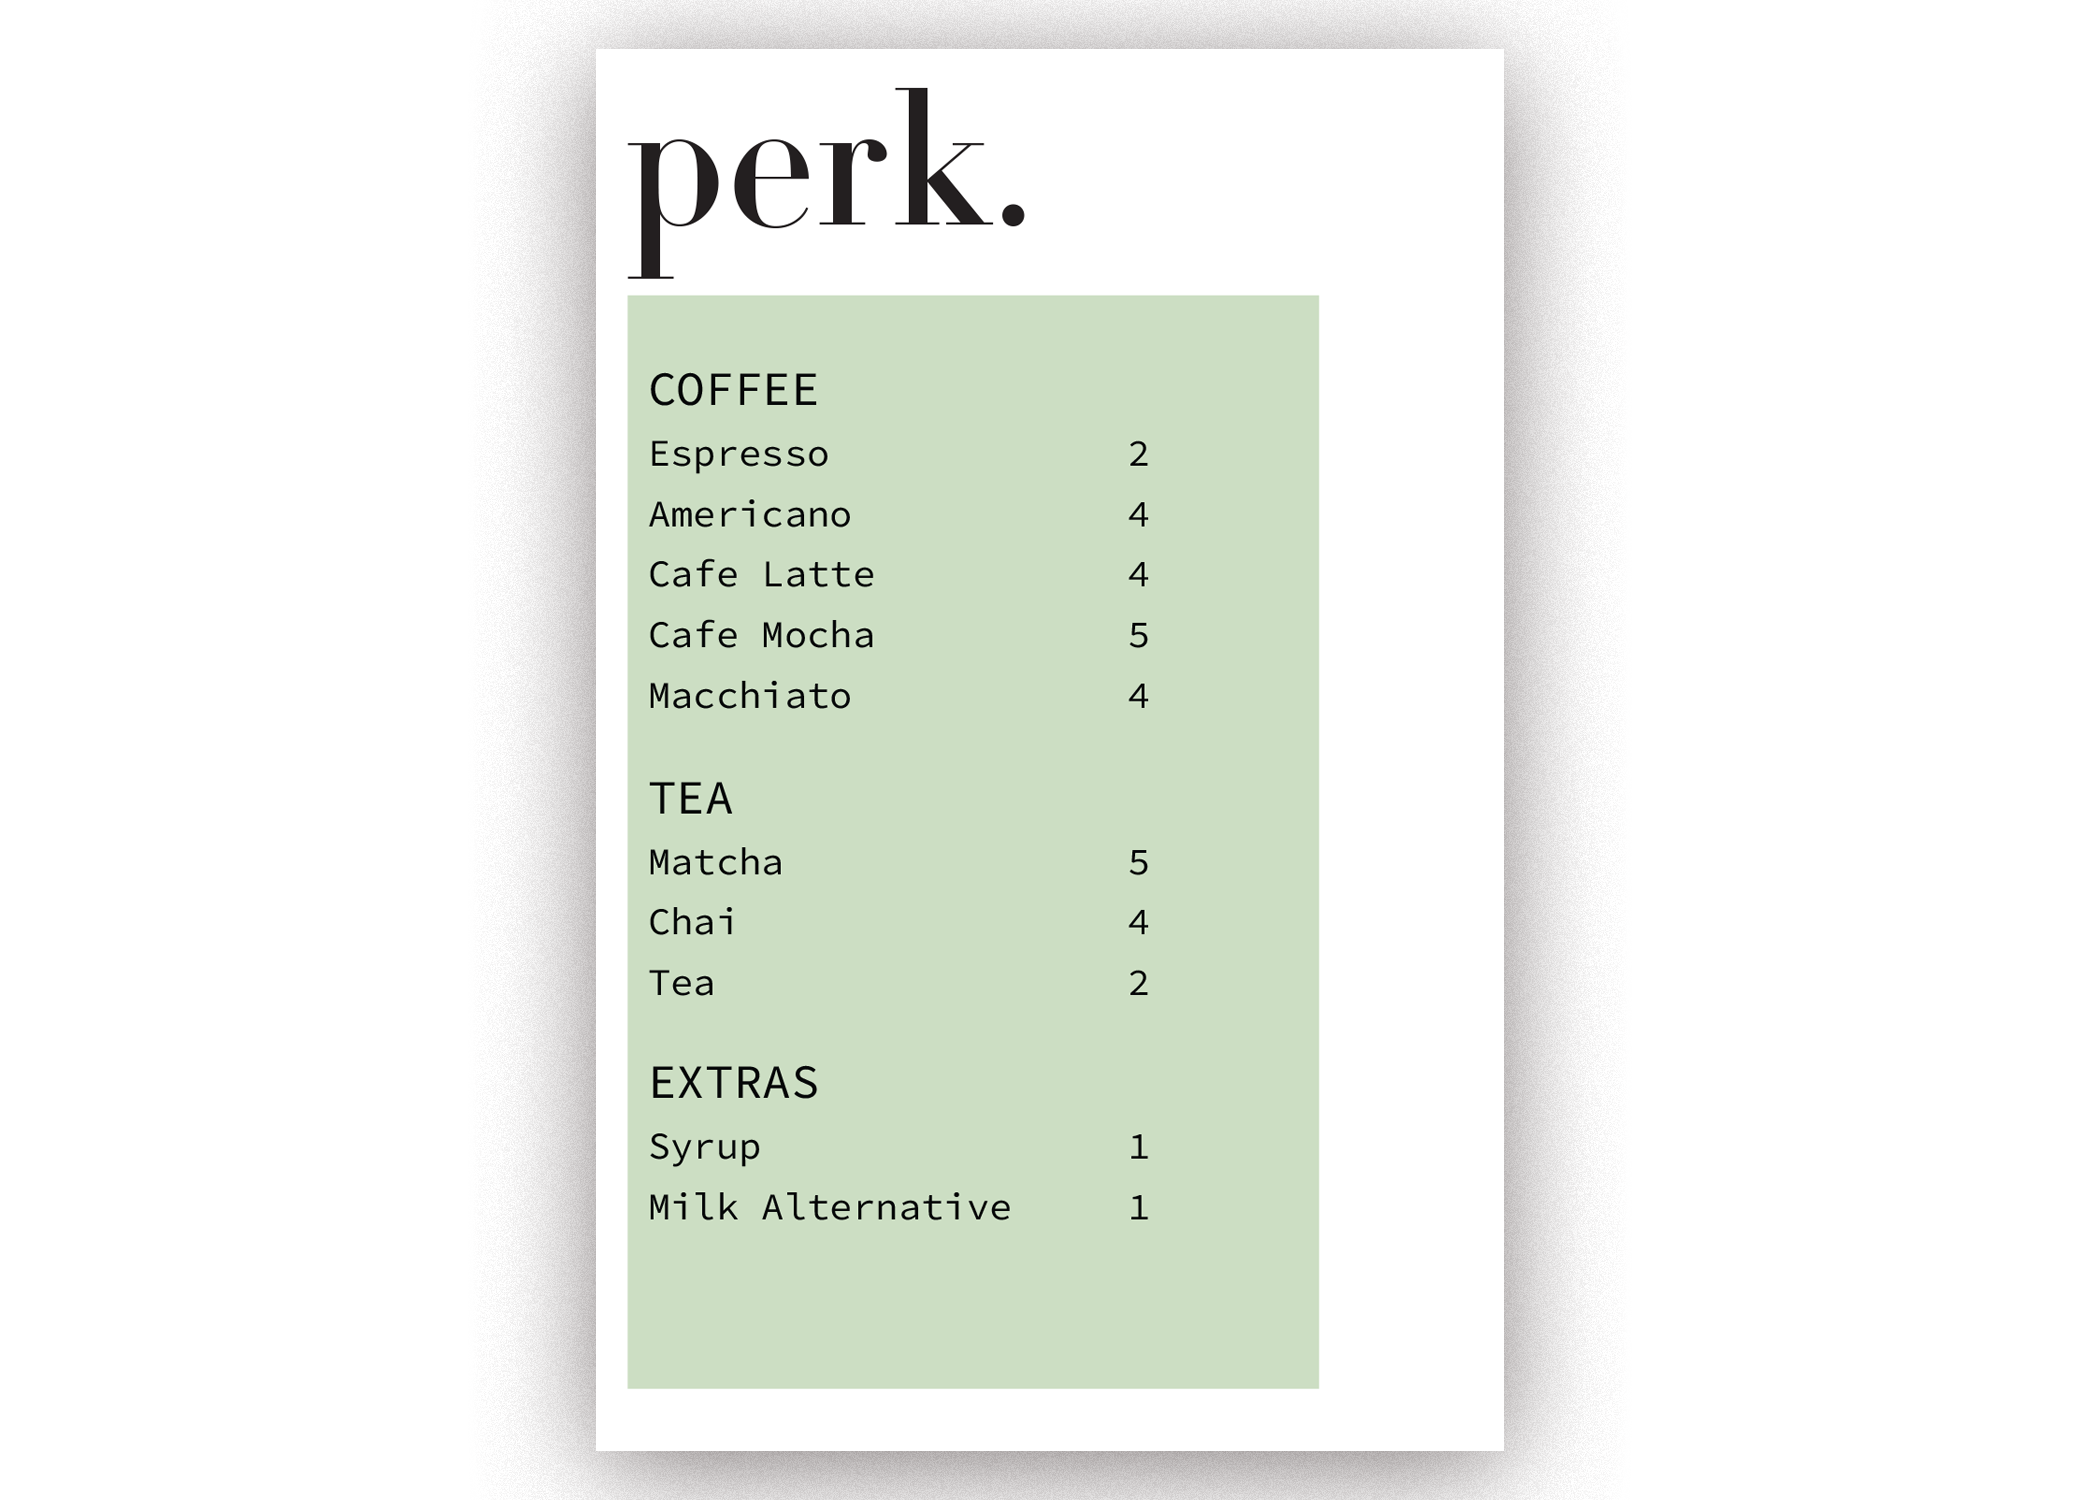 perk.
COFFEE
Espresso 2
Americano 4
Cafe Latte 4
Cafe Mocha 5
Macchiato 4
TEA
Matcha 5
Chai 4
Tea 2
EXTRAS
Syrup 1
Milk Alternative 1